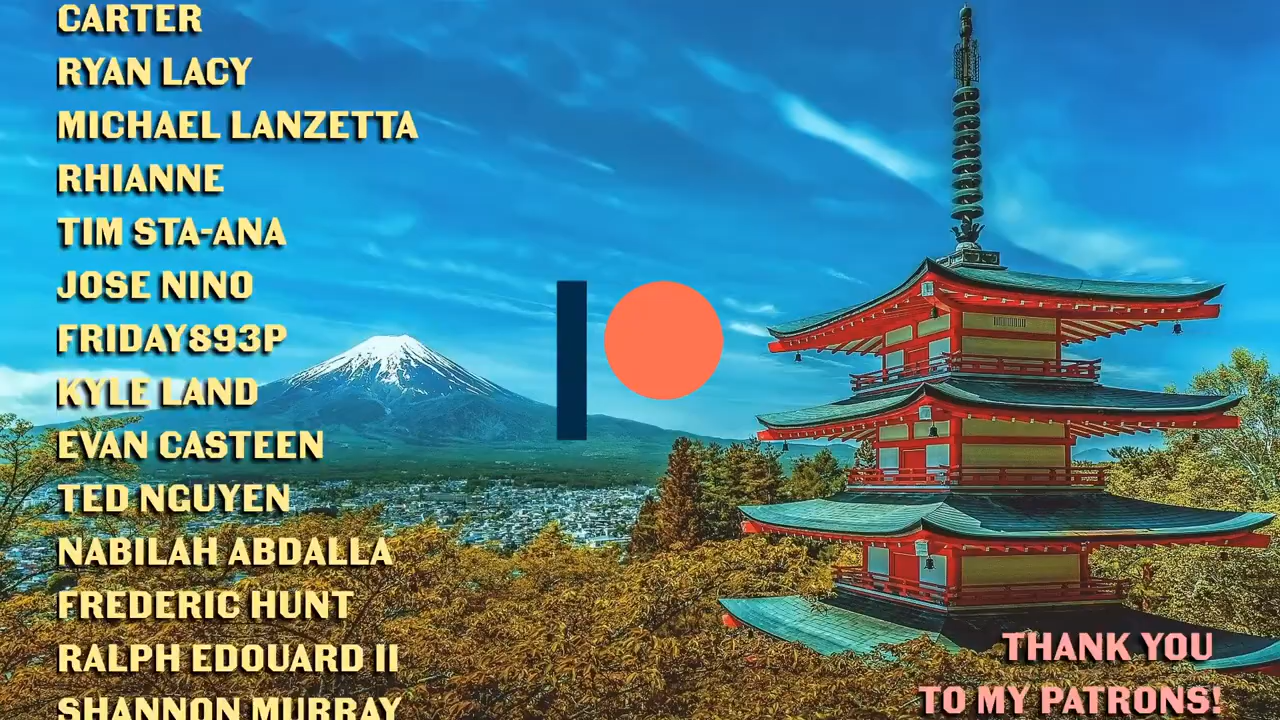 CARTER
RYAN LACY
MICHAEL LANZETTA
RHIANNE
TIM STA-ANA
JOSE NINO
FRIDAY893P
KYLE LAND
EVAN CASTEEN
TED NGUYEN
NABILAH ABDALLA
FREDERIC HUNT
RALPH EDOUARD II
SHANNON MURRAY
THANK YOU
TO MY PATRONS!